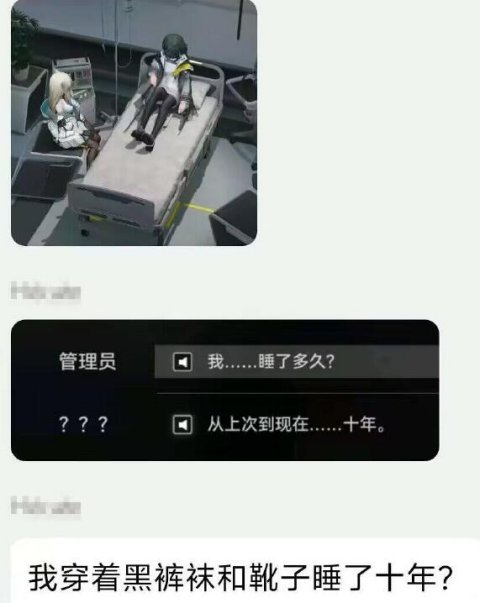 管理员
我......睡了多久?
? ? ?
从上次到现在......十年。
我穿着黑裤袜和靴子睡了十年?